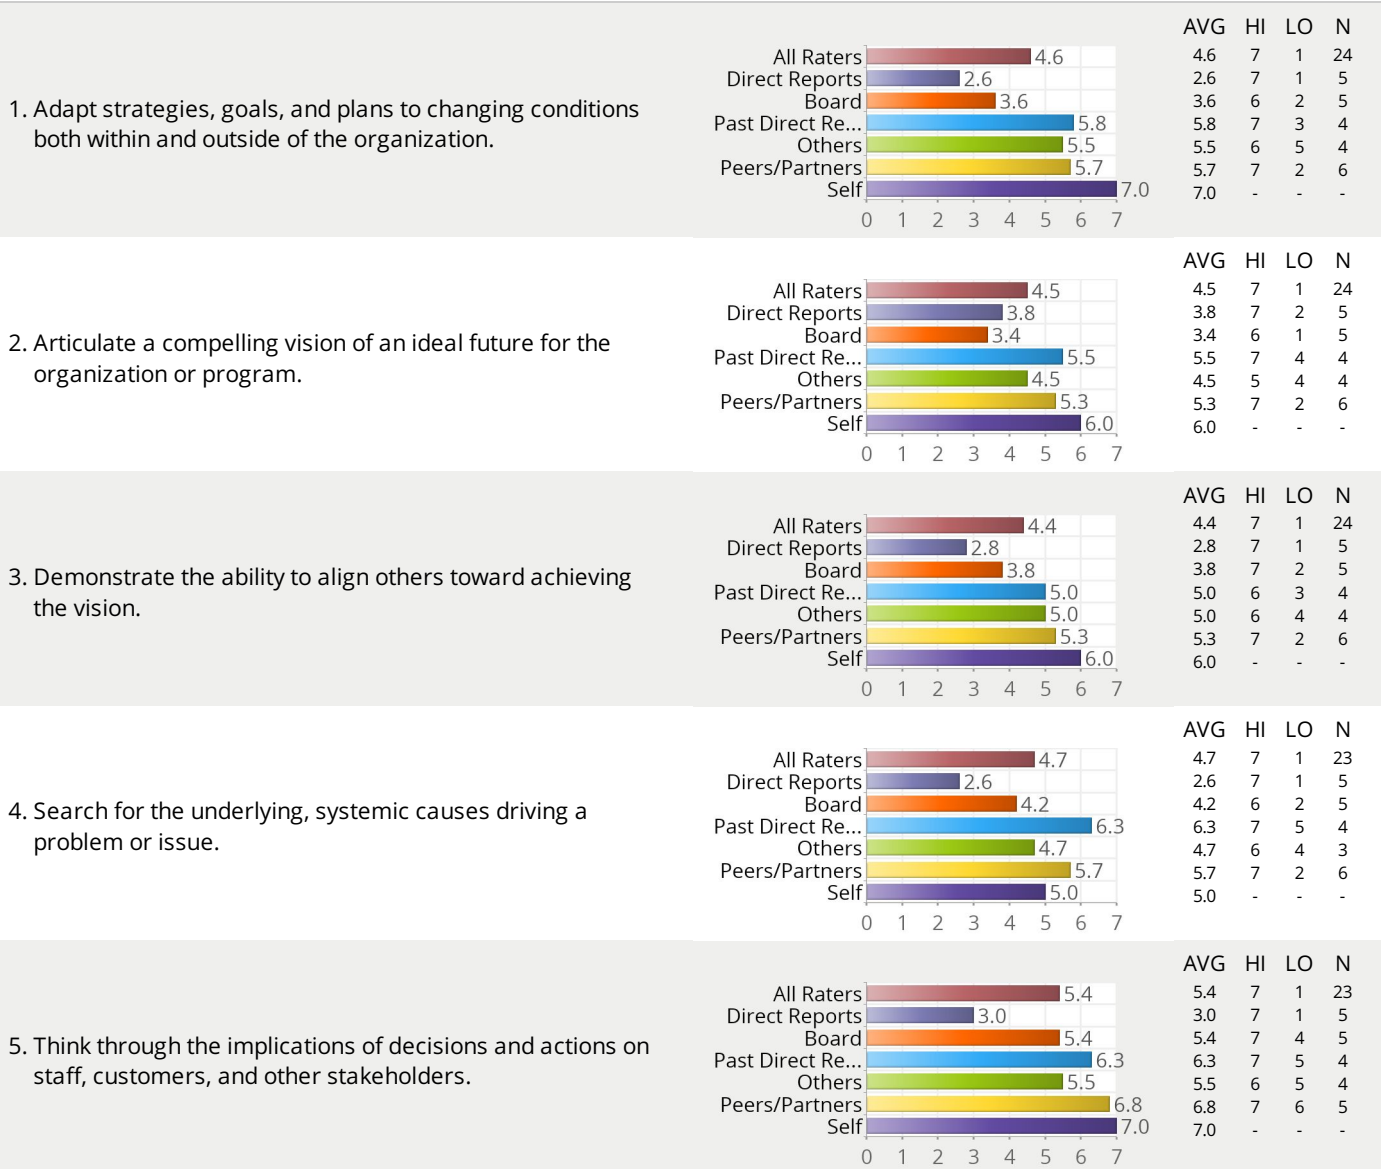 AVG HI LO N
1. Adapt strategies, goals, and plans to changing conditions
both within and outside of the organization.
All Raters 4.6 4.6 7 1 24
Direct Reports 2.6 2.6 7 1 5
Board 3.6 3.6 6 2 5
Past Direct Re... 5.8 5.8 7 3 4
Others 5.5 5.5 6 5 4
Peers/Partners 5.7 5.7 7 2 6
Self 7.0 7.0 - - -
0 1 2 3 4 5 6 7
AVG HI LO N
2. Articulate a compelling vision of an ideal future for the
organization or program.
All Raters 4.5 4.5 7 1 24
Direct Reports 3.8 3.8 7 2 5
Board 3.4 3.4 6 1 5
Past Direct Re... 5.5 5.5 7 4 4
Others 4.5 4.5 5 4 4
Peers/Partners 5.3 5.3 7 2 6
Self 6.0 6.0 - - -
0 1 2 3 4 5 6 7
AVG HI LO N
3. Demonstrate the ability to align others toward achieving
the vision.
All Raters 4.4 4.4 7 1 24
Direct Reports 2.8 2.8 7 1 5
Board 3.8 3.8 7 2 5
Past Direct Re... 5.0 5.0 6 3 4
Others 5.0 5.0 6 4 4
Peers/Partners 5.3 5.3 7 2 6
Self 6.0 6.0 - - -
0 1 2 3 4 5 6 7
AVG HI LO N
4. Search for the underlying, systemic causes driving a
problem or issue.
All Raters 4.7 4.7 7 1 23
Direct Reports 2.6 2.6 7 1 5
Board 4.2 4.2 6 2 5
Past Direct Re... 6.3 6.3 7 5 4
Others 4.7 4.7 6 4 3
Peers/Partners 5.7 5.7 7 2 6
Self 5.0 5.0 - - -
0 1 2 3 4 5 6 7
AVG HI LO N
5. Think through the implications of decisions and actions on
staff, customers, and other stakeholders.
All Raters 5.4 5.4 7 1 23
Direct Reports 3.0 3.0 7 1 5
Board 5.4 5.4 7 4 5
Past Direct Re... 6.3 6.3 7 5 4
Others 5.5 5.5 6 5 4
Peers/Partners 6.8 6.8 7 6 5
Self 7.0 7.0 - - -
0 1 2 3 4 5 6 7